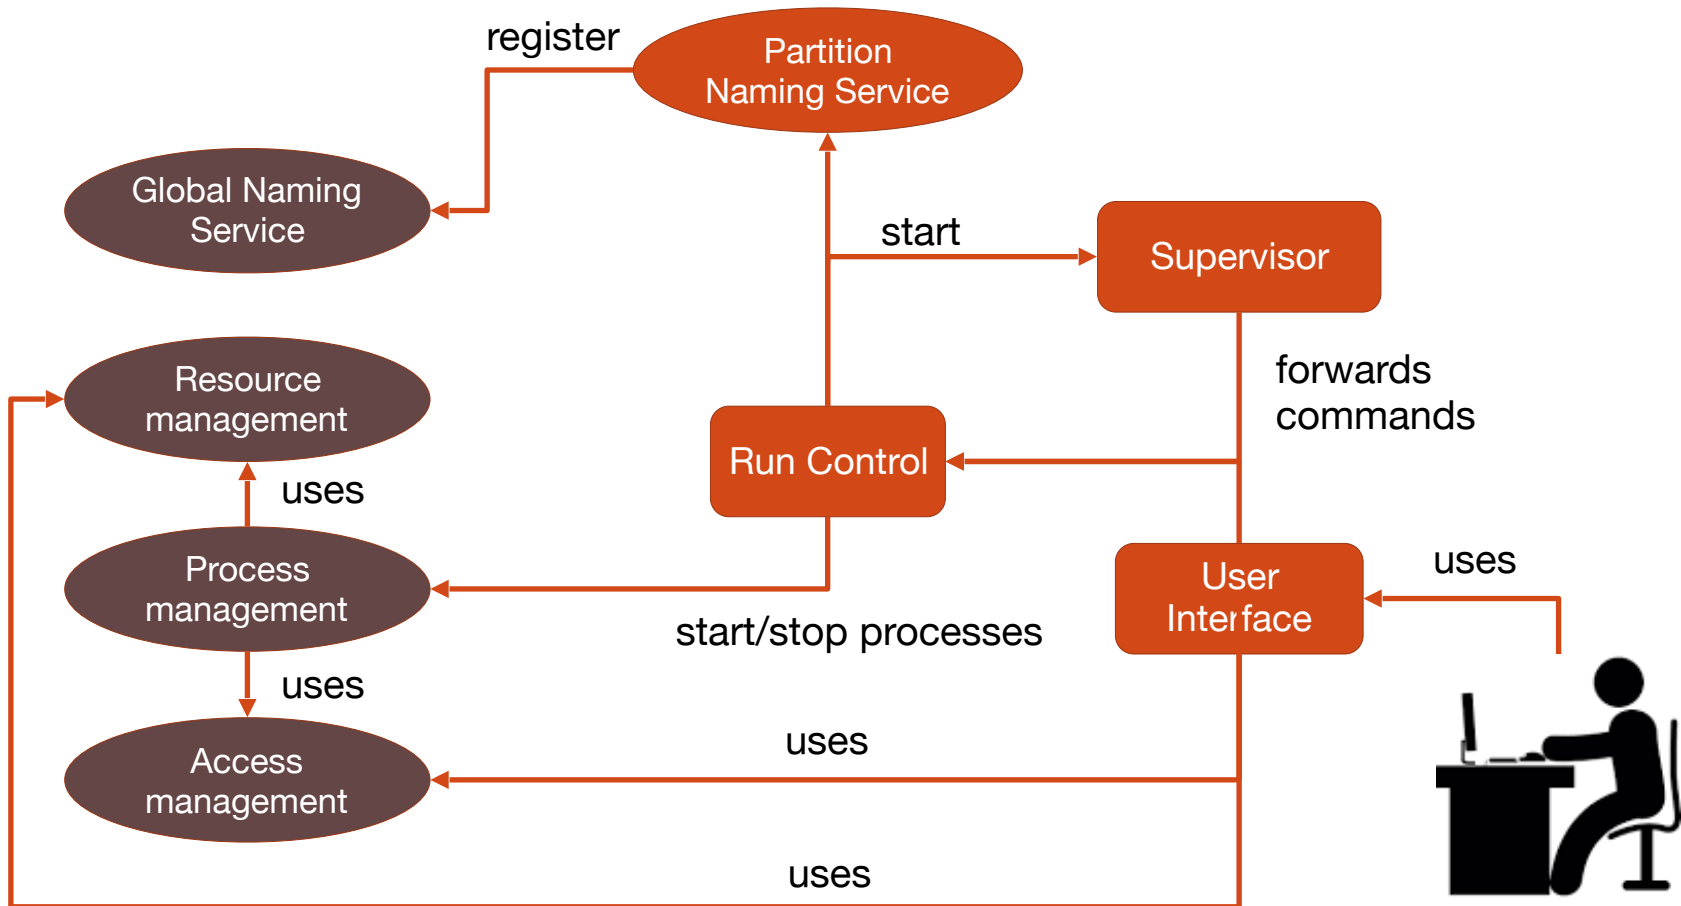 register
Partition
Naming Service
Global Naming
Service
start
Supervisor
Resource
management
forwards
commands
Run Control
uses
Process
management
User
Interface
uses
start/stop processes
uses
Access
management
uses
uses